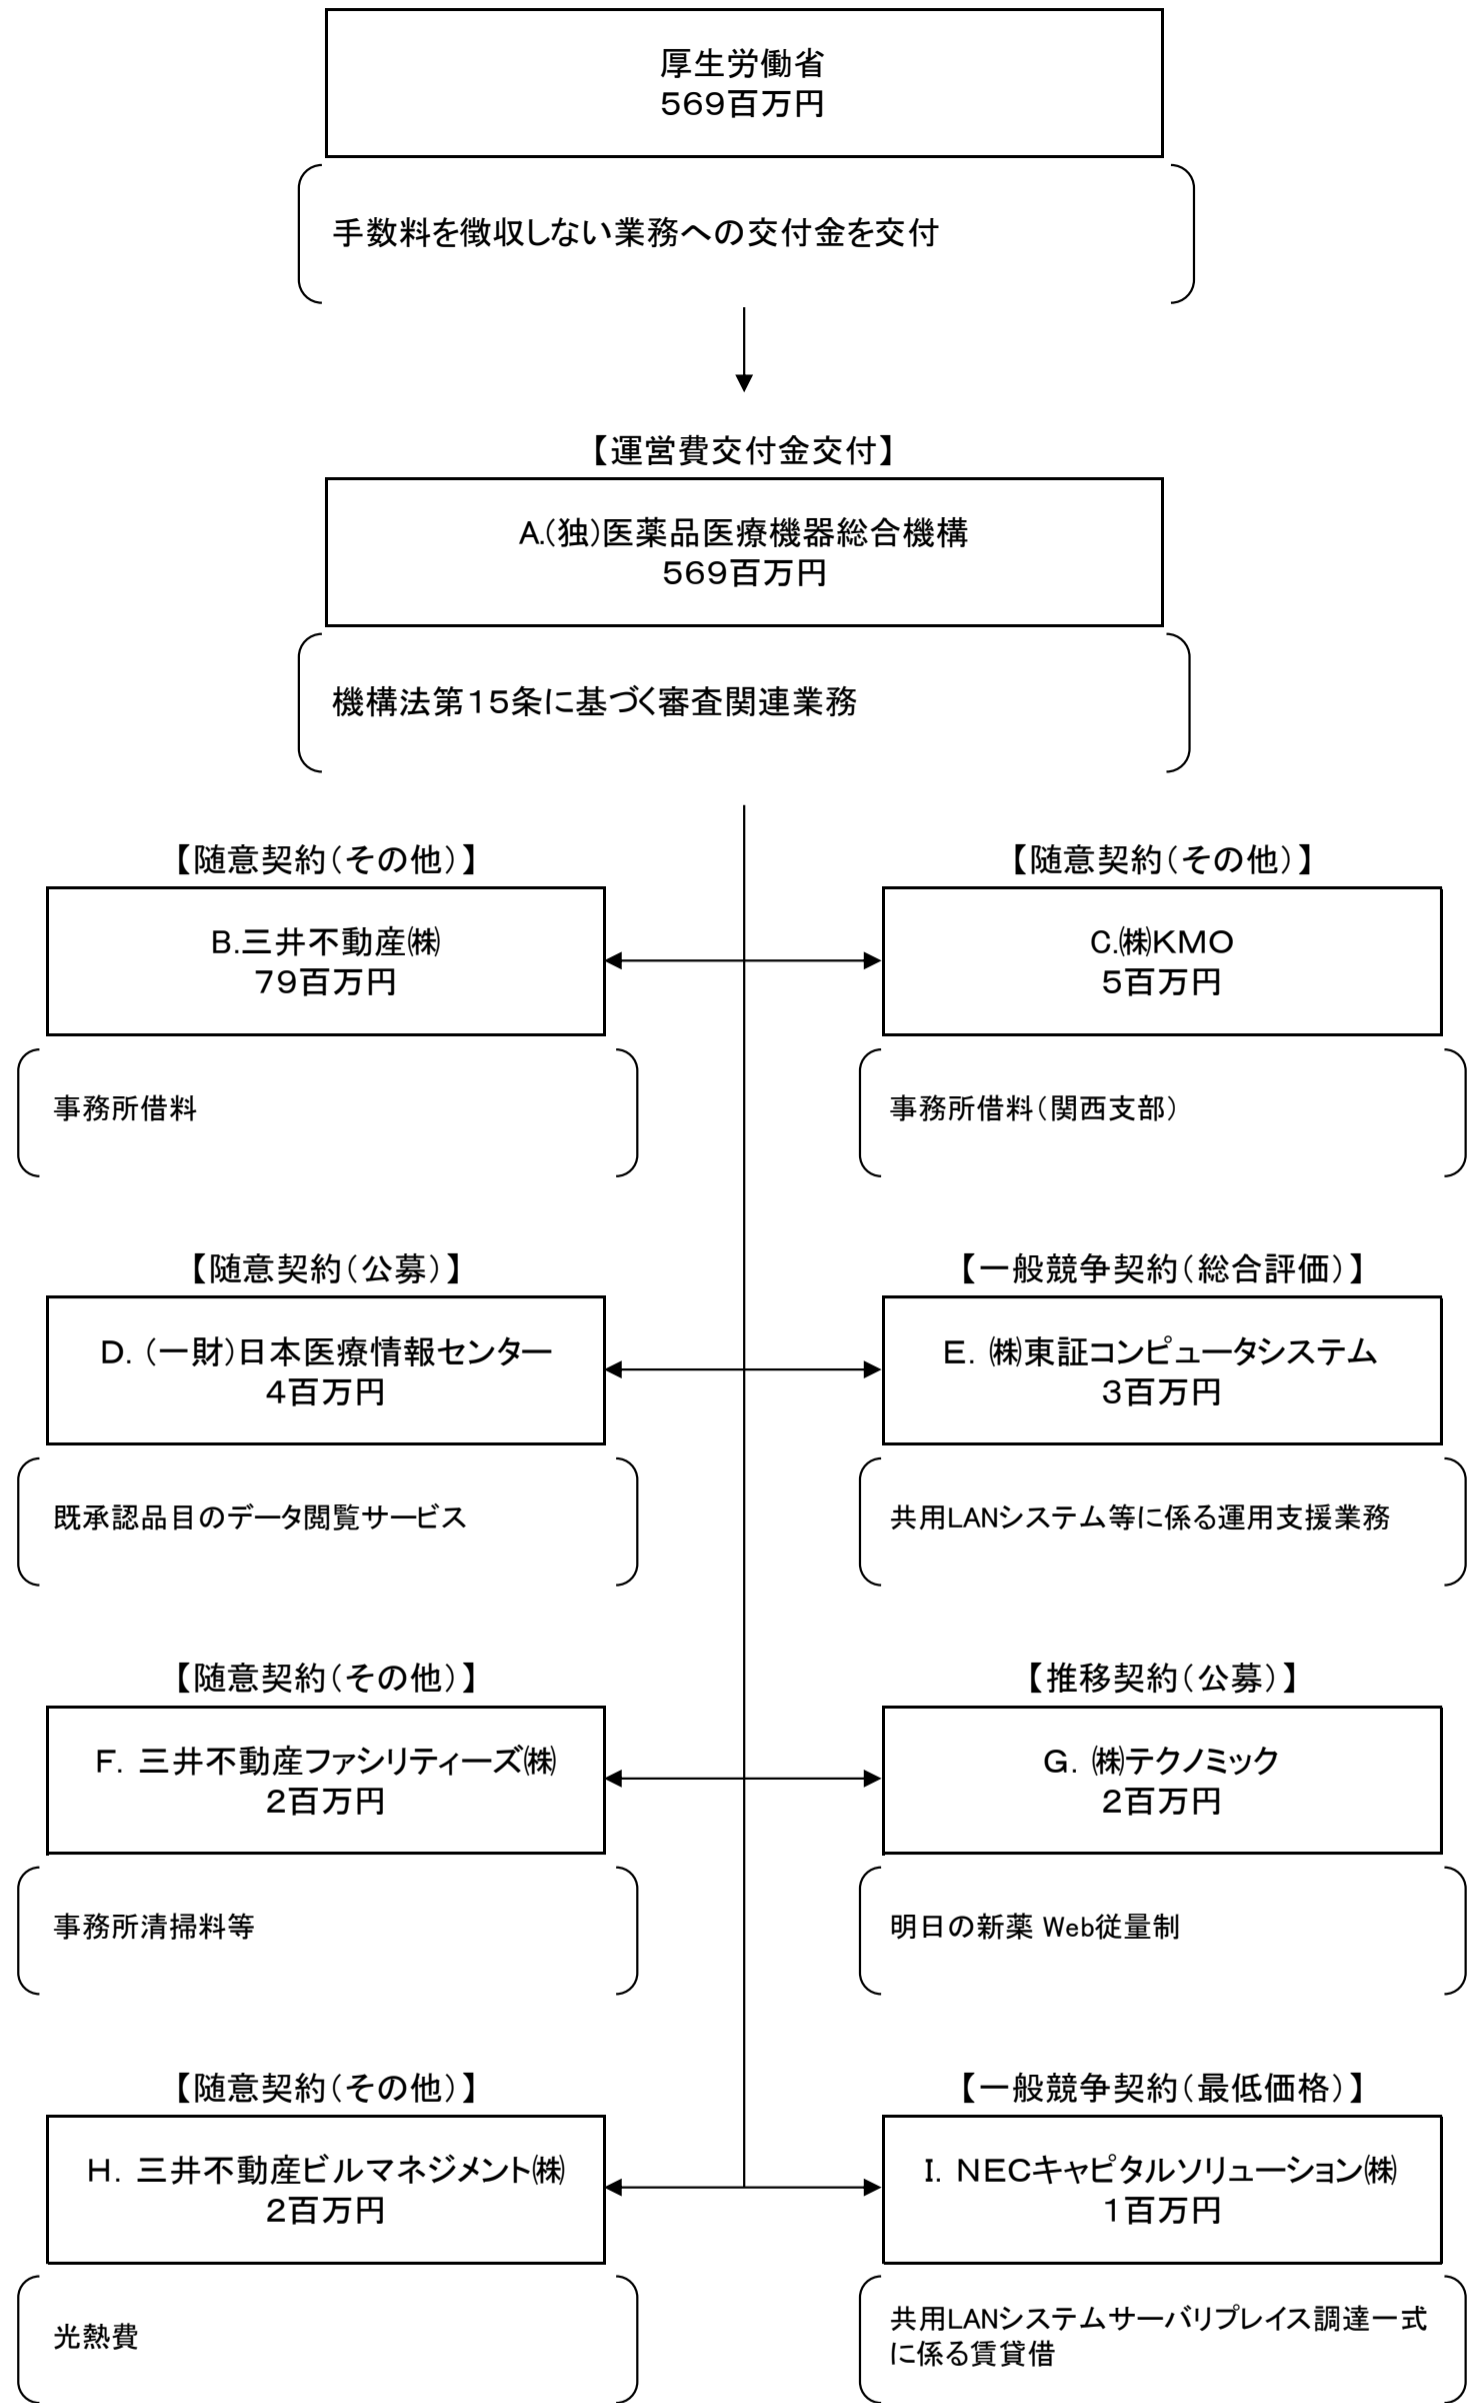 厚生労働省
569百万円
手数料を徴収しない業務への交付金を交付
【運営費交付金交付】
A.(独)医薬品医療機器総合機構
569百万円
機構法第15条に基づく審査関連業務
【随意契約(その他)】
B.三井不動産㈱
79百万円
事務所借料
【随意契約(その他)】
C.㈱KMO
5百万円
事務所借料(関西支部)
【随意契約(公募)】
D. (一財)日本医療情報センター
4百万円
既承認品目のデータ閲覧サービス
【一般競争契約(総合評価)】
E. ㈱東証コンピュータシステム
3百万円
共用LANシステム等に係る運用支援業務
【随意契約(その他)】
F. 三井不動産ファシリティーズ㈱
2百万円
事務所清掃料等
【推移契約(公募)】
G. ㈱テクノミック
2百万円
明日の新薬 Web従量制
【随意契約(その他)】
H. 三井不動産ビルマネジメント㈱
2百万円
光熱費
【一般競争契約(最低価格)】
I. NECキャピタルソリューション㈱
1百万円
共用LANシステムサーバリプレイス調達一式
に係る賃貸借